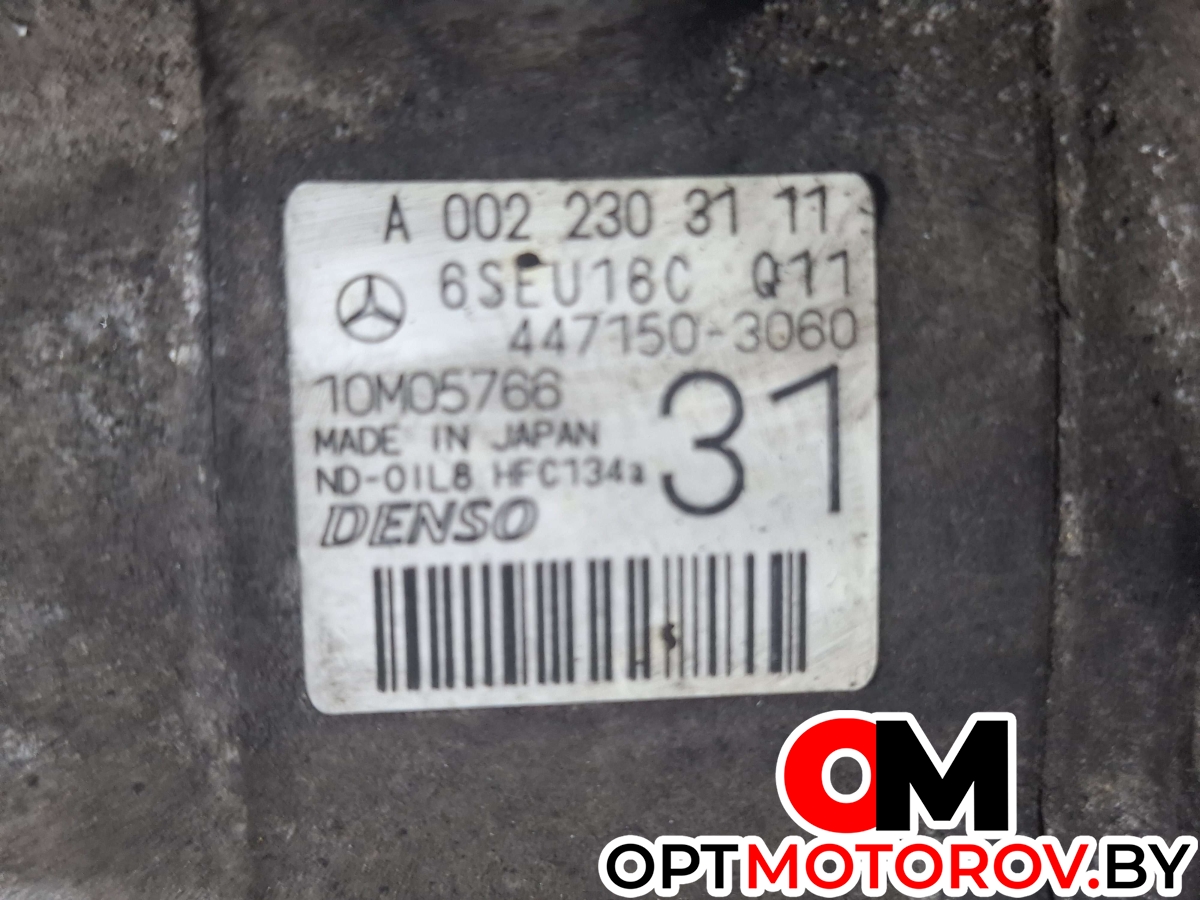 A 002 230 31 11
6SEU16C Q11
447150-3060
10M05766
31
MADE IN JAPAN
ND-OIL8 HFC134a
DENSO
OM
OPTMOTOROV.BY